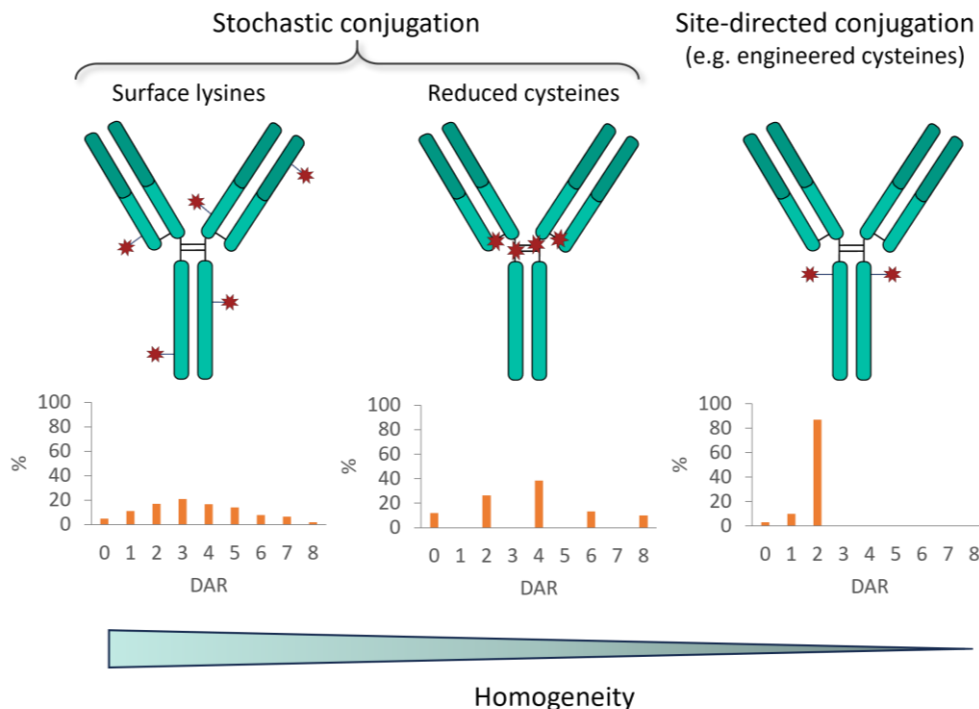 Stochastic conjugation
Site-directed conjugation
(e.g. engineered cysteines)
Surface lysines
Reduced cysteines
100
80
60
40
20
0
%
0 1 2 3 4 5 6 7 8
DAR
100
80
60
40
20
0
%
0 1 2 3 4 5 6 7 8
DAR
100
80
60
40
20
0
%
0 1 2 3 4 5 6 7 8
DAR
Homogeneity